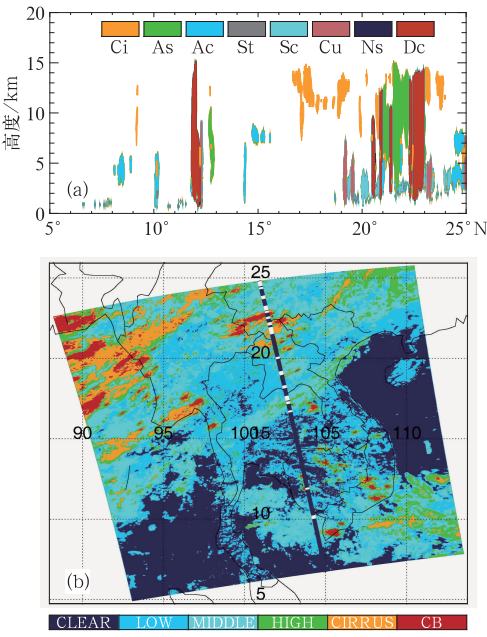 20
Ci As Ac St Sc Cu Ns Dc
15
10
5
0
高度/km
(a)
5° 10° 15° 20° 25°N
25
20
90 95 100 105 105 110
10
5
(b)
CLEAR LOW MIDDLE HIGH CIRRUS CB